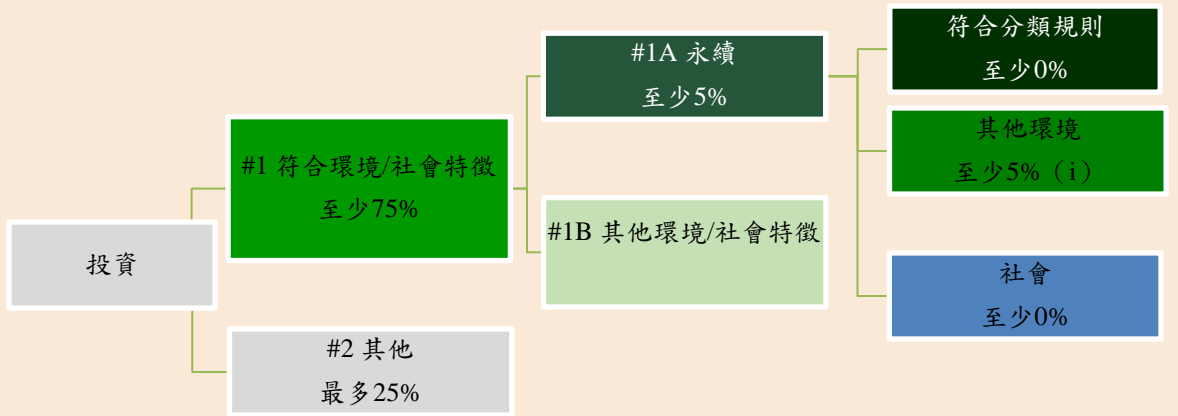 投資
#1 符合環境/社會特徵
至少75%
#2 其他
最多25%
#1A 永續
至少5%
#1B 其他環境/社會特徵
符合分類規則
至少0%
其他環境
至少5%（i）
社會
至少0%